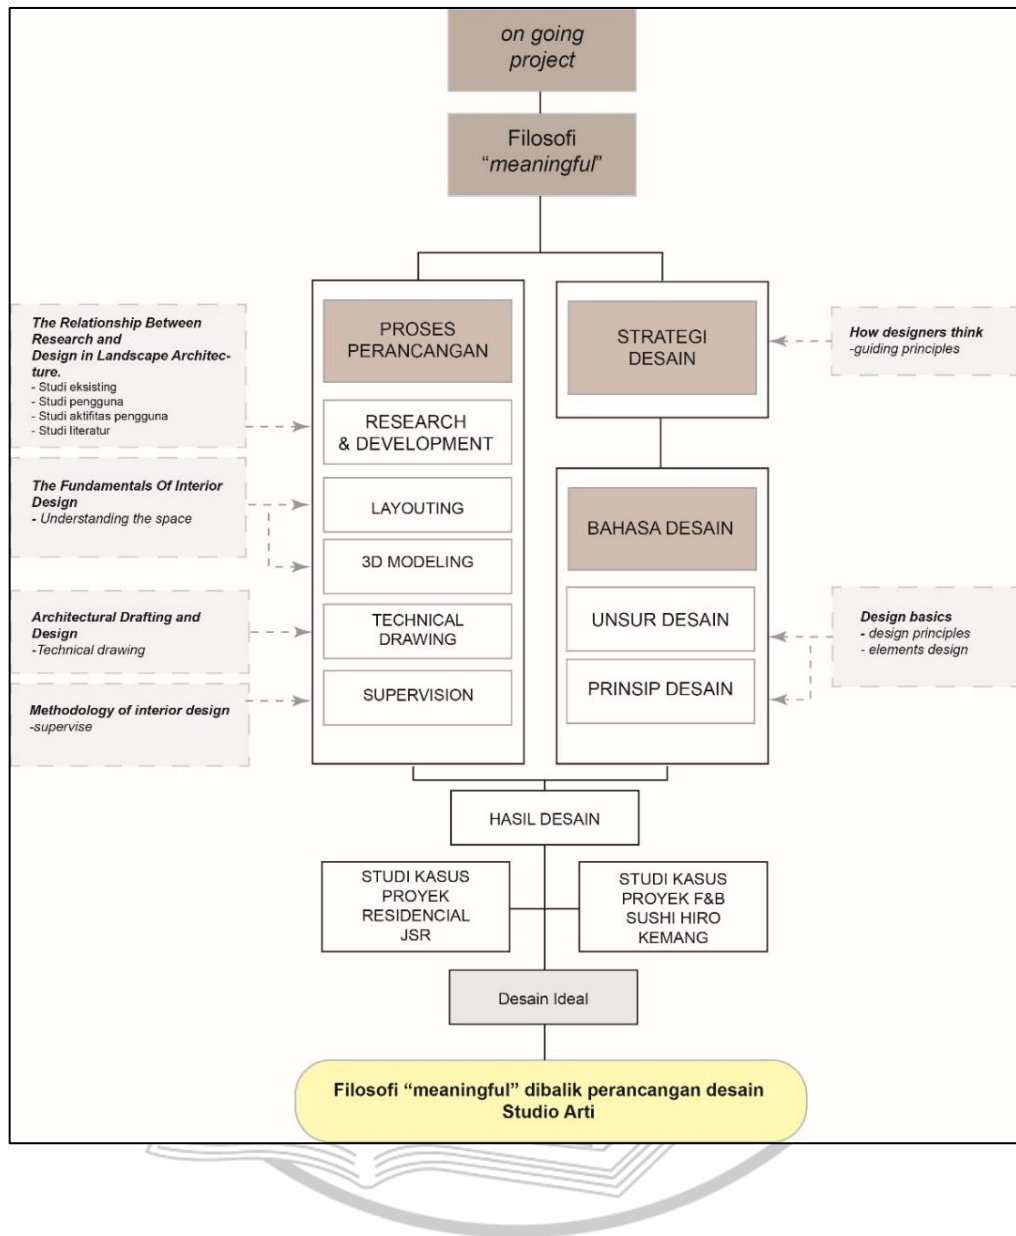 on going
project
Filosofi
“meaningful”
The Relationship Between
Research and
Design in Landscape Architec-
ture.
- Studi eksisting
- Studi pengguna
- Studi aktifitas pengguna
- Studi literatur
The Fundamentals Of Interior
Design
- Understanding the space
Architectural Drafting and
Design
-Technical drawing
Methodology of interior design
-supervise
PROSES
PERANCANGAN
RESEARCH
& DEVELOPMENT
LAYOUTING
3D MODELING
TECHNICAL
DRAWING
SUPERVISION
STRATEGI
DESAIN
BAHASA DESAIN
UNSUR DESAIN
PRINSIP DESAIN
How designers think
-guiding principles
Design basics
- design principles
- elements design
HASIL DESAIN
STUDI KASUS
PROYEK
RESIDENCIAL
JSR
STUDI KASUS
PROYEK F&B
SUSHI HIRO
KEMANG
Desain Ideal
Filosofi “meaningful” dibalik perancangan desain
Studio Arti